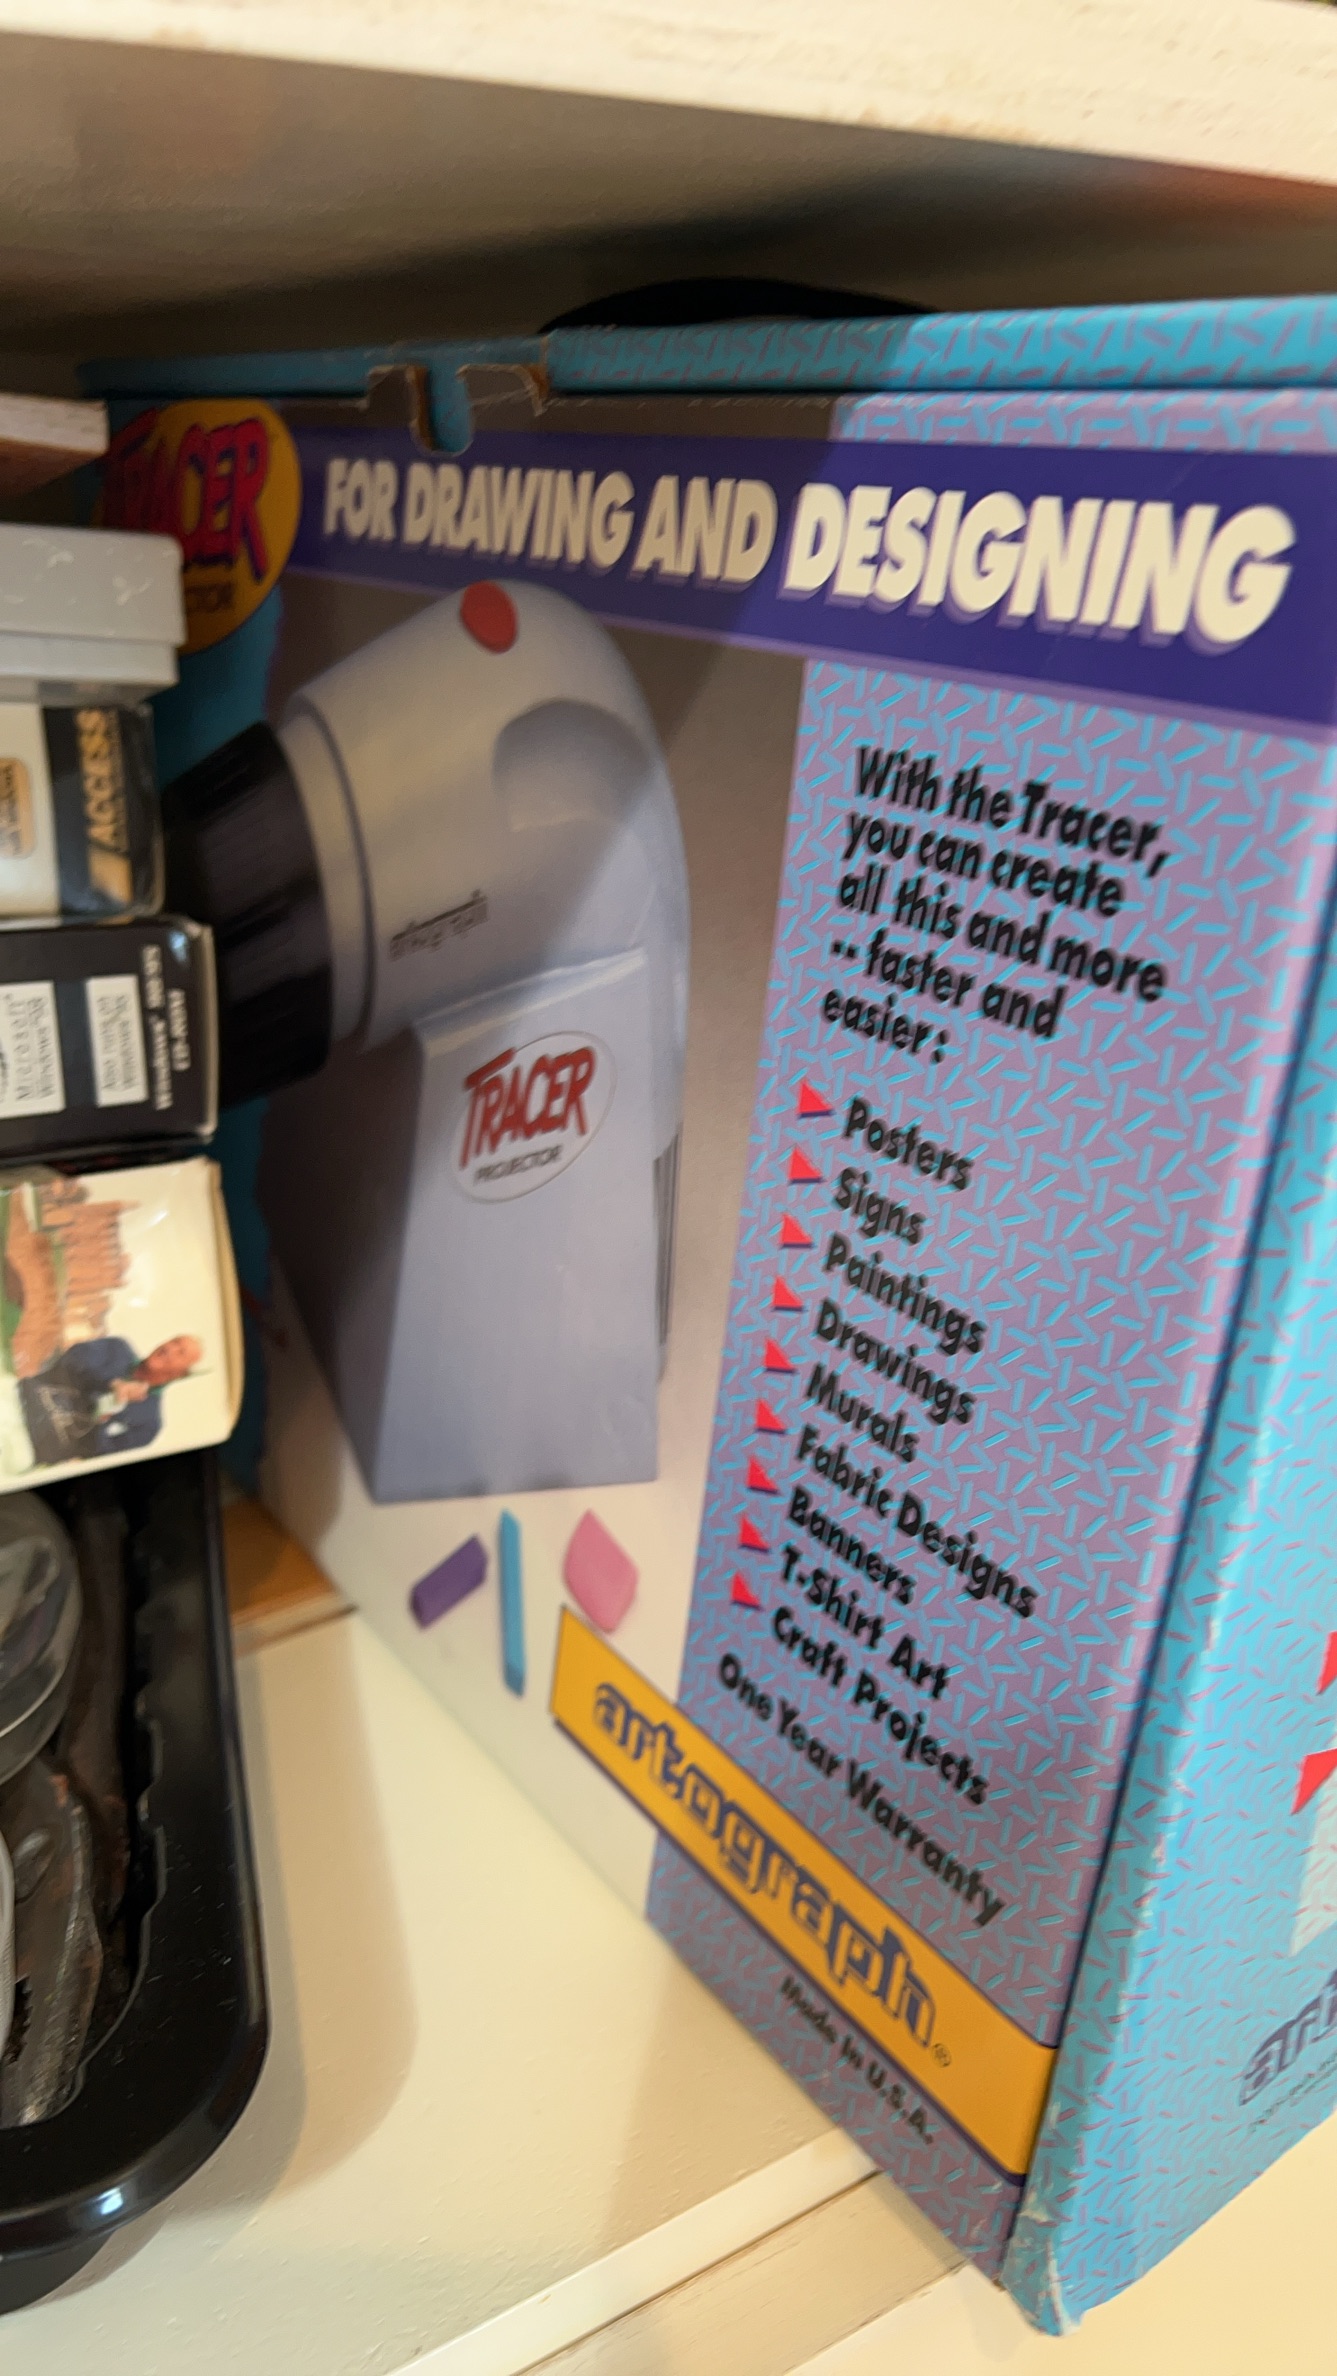 TRACER
FOR DRAWING AND DESIGNING
With the Tracer,
you can create
all this and more
-- faster and
easier:
Posters
Signs
Paintings
Drawings
Murals
Fabric Designs
Banners
T-Shirt Art
Craft Projects
One Year Warranty
artograph®
Made in U.S.A.
artograph
TRACER
PROJECTOR
ACCESS
Microsoft
Windows